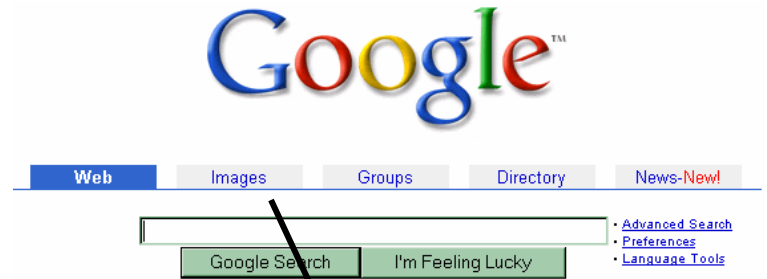 Google™
Web Images Groups Directory News-New!
· Advanced Search
· Preferences
· Language Tools
Google Search I'm Feeling Lucky